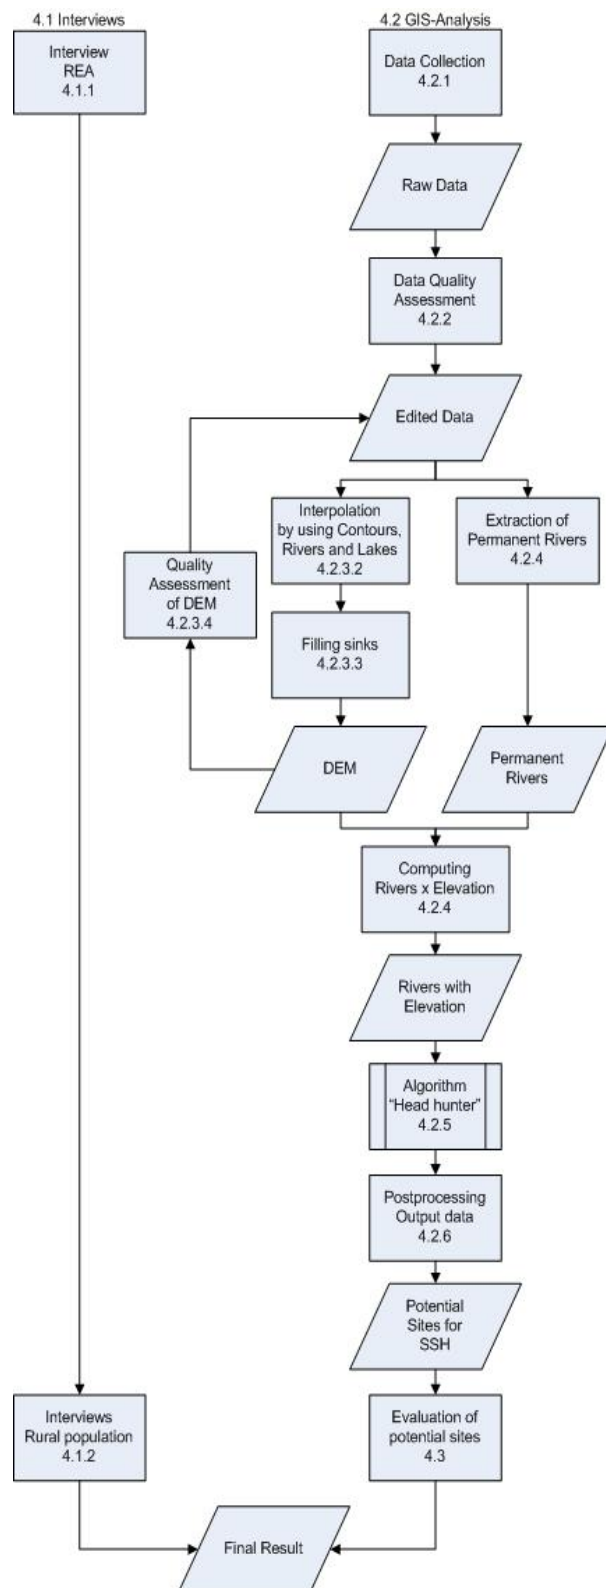 4.1 Interviews
4.2 GIS-Analysis
Interview
REA
4.1.1
Data Collection
4.2.1
Raw Data
Data Quality
Assessment
4.2.2
Edited Data
Interpolation
by using Contours,
Rivers and Lakes
4.2.3.2
Extraction of
Permanent Rivers
4.2.4
Quality
Assessment
of DEM
4.2.3.4
Filling sinks
4.2.3.3
DEM
Permanent
Rivers
Computing
Rivers x Elevation
4.2.4
Rivers with
Elevation
Algorithm
“Head hunter”
4.2.5
Postprocessing
Output data
4.2.6
Potential
Sites for
SSH
Interviews
Rural population
4.1.2
Evaluation of
potential sites
4.3
Final Result